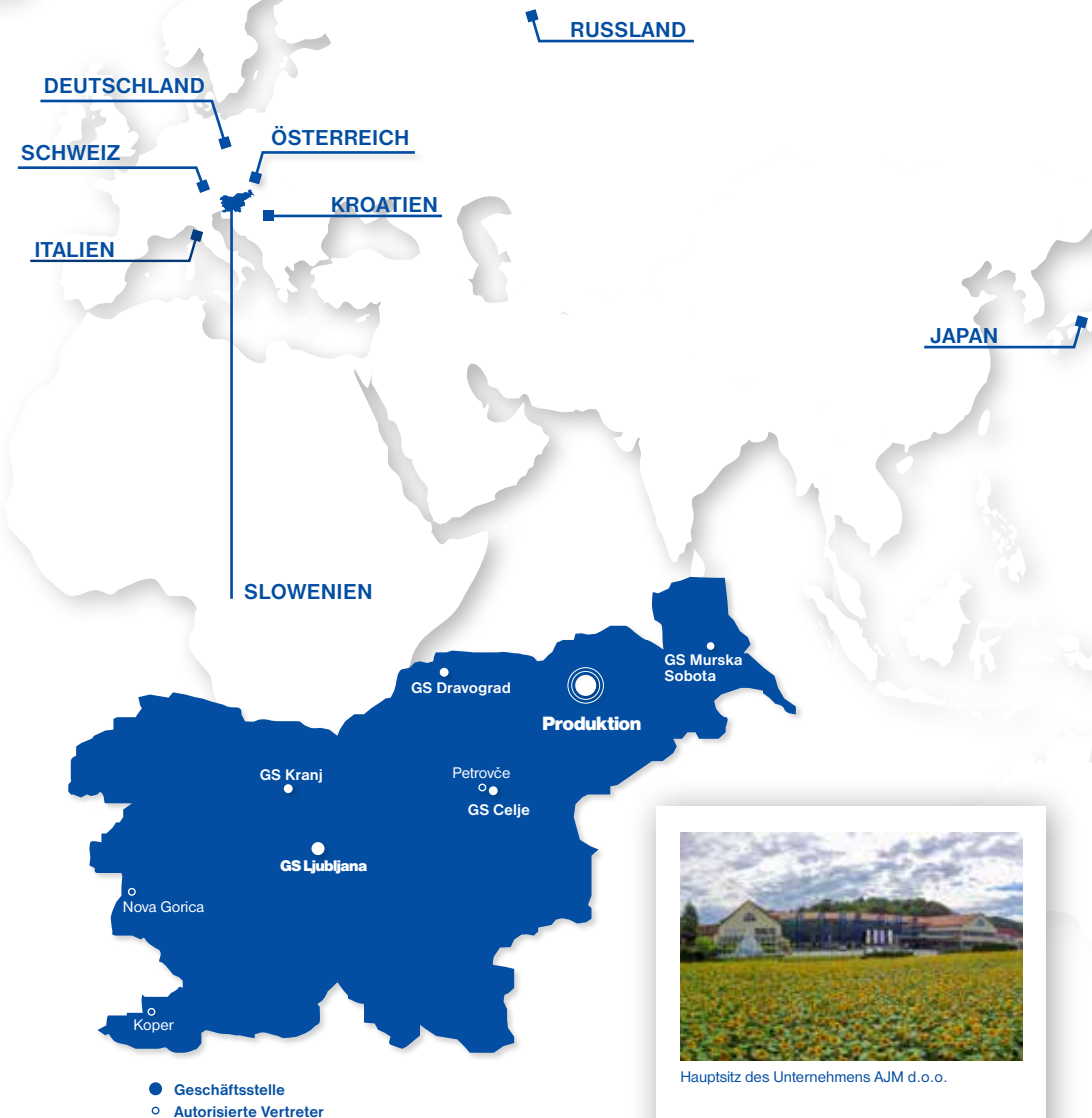 RUSSLAND
DEUTSCHLAND
ÖSTERREICH
SCHWEIZ
KROATIEN
ITALIEN
JAPAN
SLOWENIEN
GS Murska
Sobota
GS Dravograd
Produktion
GS Kranj
Petrovče
GS Celje
GS Ljubljana
Nova Gorica
Koper
Geschäftsstelle
Autorisierte Vertreter
Hauptsitz des Unternehmens AJM d.o.o.